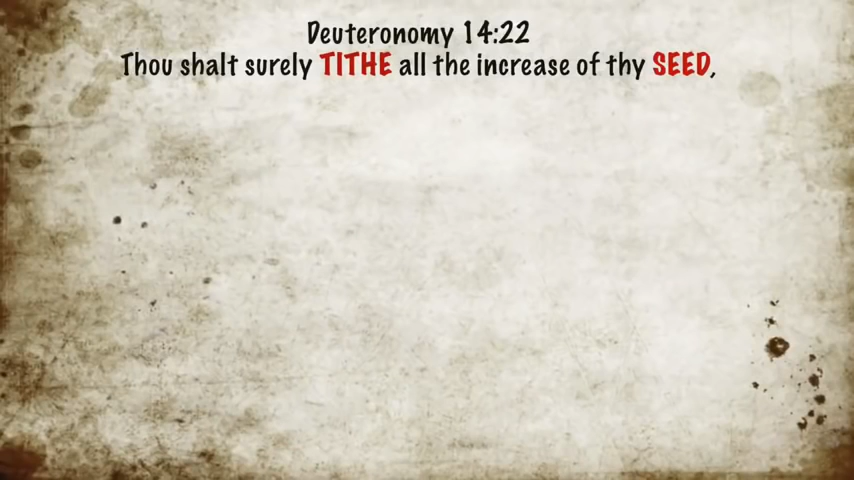 Deuteronomy 14:22
Thou shalt surely TITHE all the increase of thy SEED,